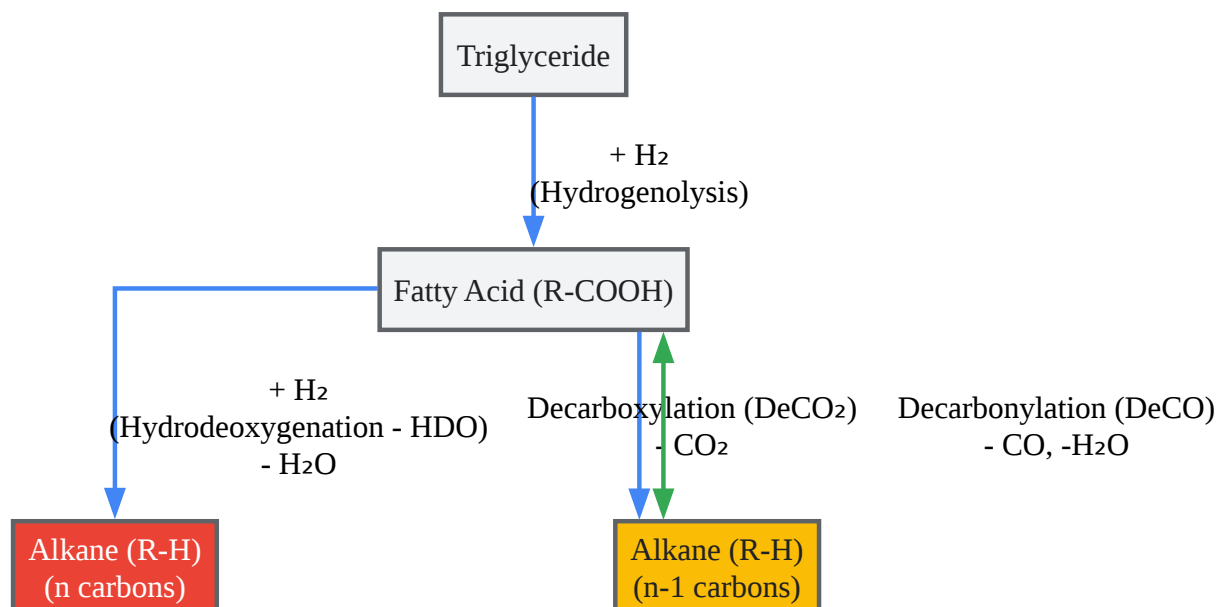 Triglyceride
+ H₂
(Hydrogenolysis)
Fatty Acid (R-COOH)
+ H₂
(Hydrodeoxygenation - HDO)
- H₂O
Decarboxylation (DeCO₂)
- CO₂
Decarbonylation (DeCO)
- CO, -H₂O
Alkane (R-H)
(n carbons)
Alkane (R-H)
(n-1 carbons)